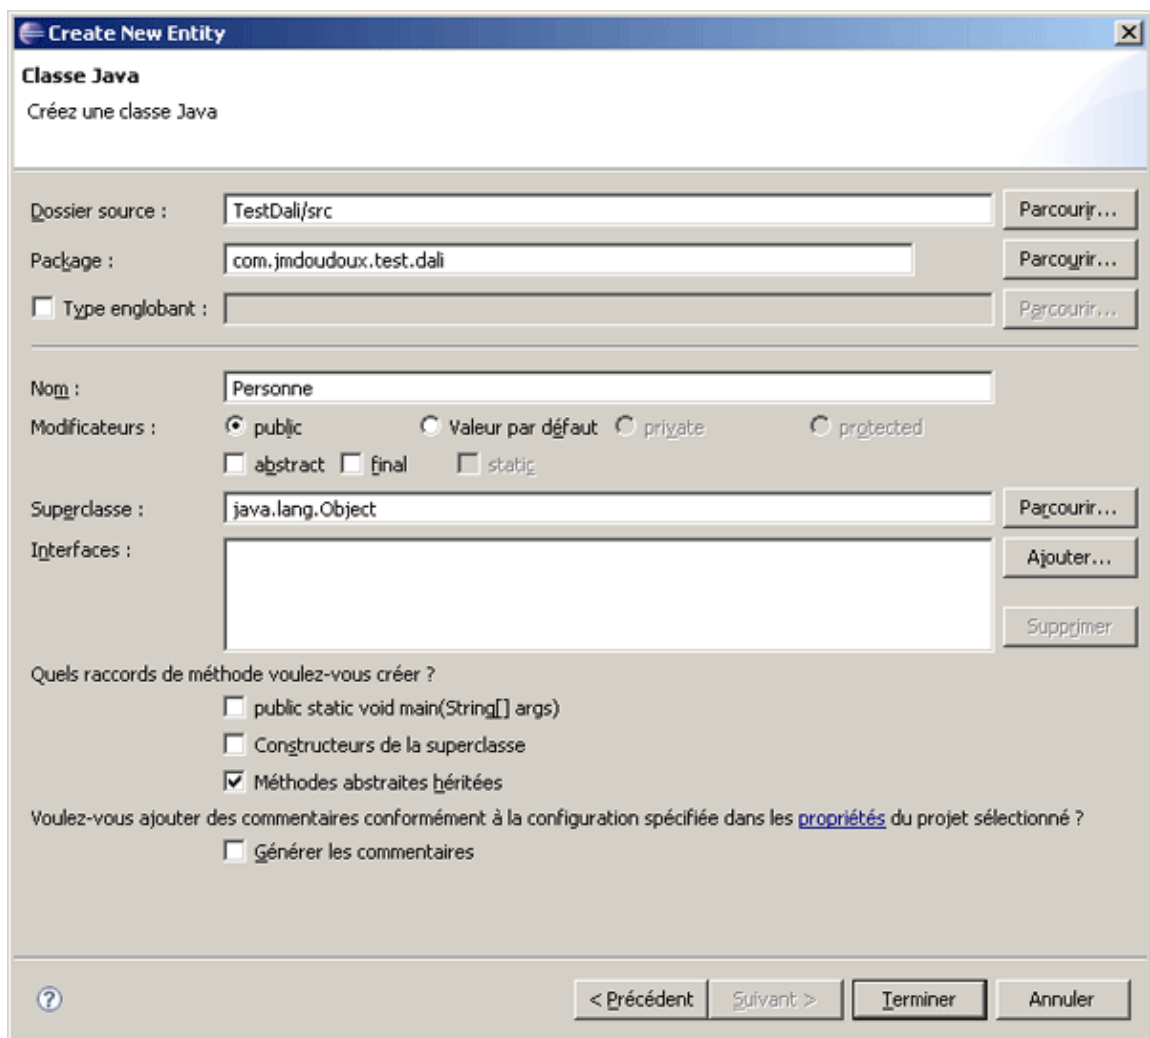 Create New Entity
Classe Java
Créez une classe Java
Dossier source : TestDali/src Parcourir...
Package : com.jmdoudoux.test.dali Parcourir...
Type englobant : Parcourir...
Nom : Personne
Modificateurs : public Valeur par défaut private protected
abstract final static
Superclasse : java.lang.Object Parcourir...
Interfaces : Ajouter...
Supprimer
Quels raccords de méthode voulez-vous créer ?
public static void main(String[] args)
Constructeurs de la superclasse
Méthodes abstraites héritées
Voulez-vous ajouter des commentaires conformément à la configuration spécifiée dans les propriétés du projet sélectionné ?
Générer les commentaires
? < Précédent Suivant > Terminer Annuler